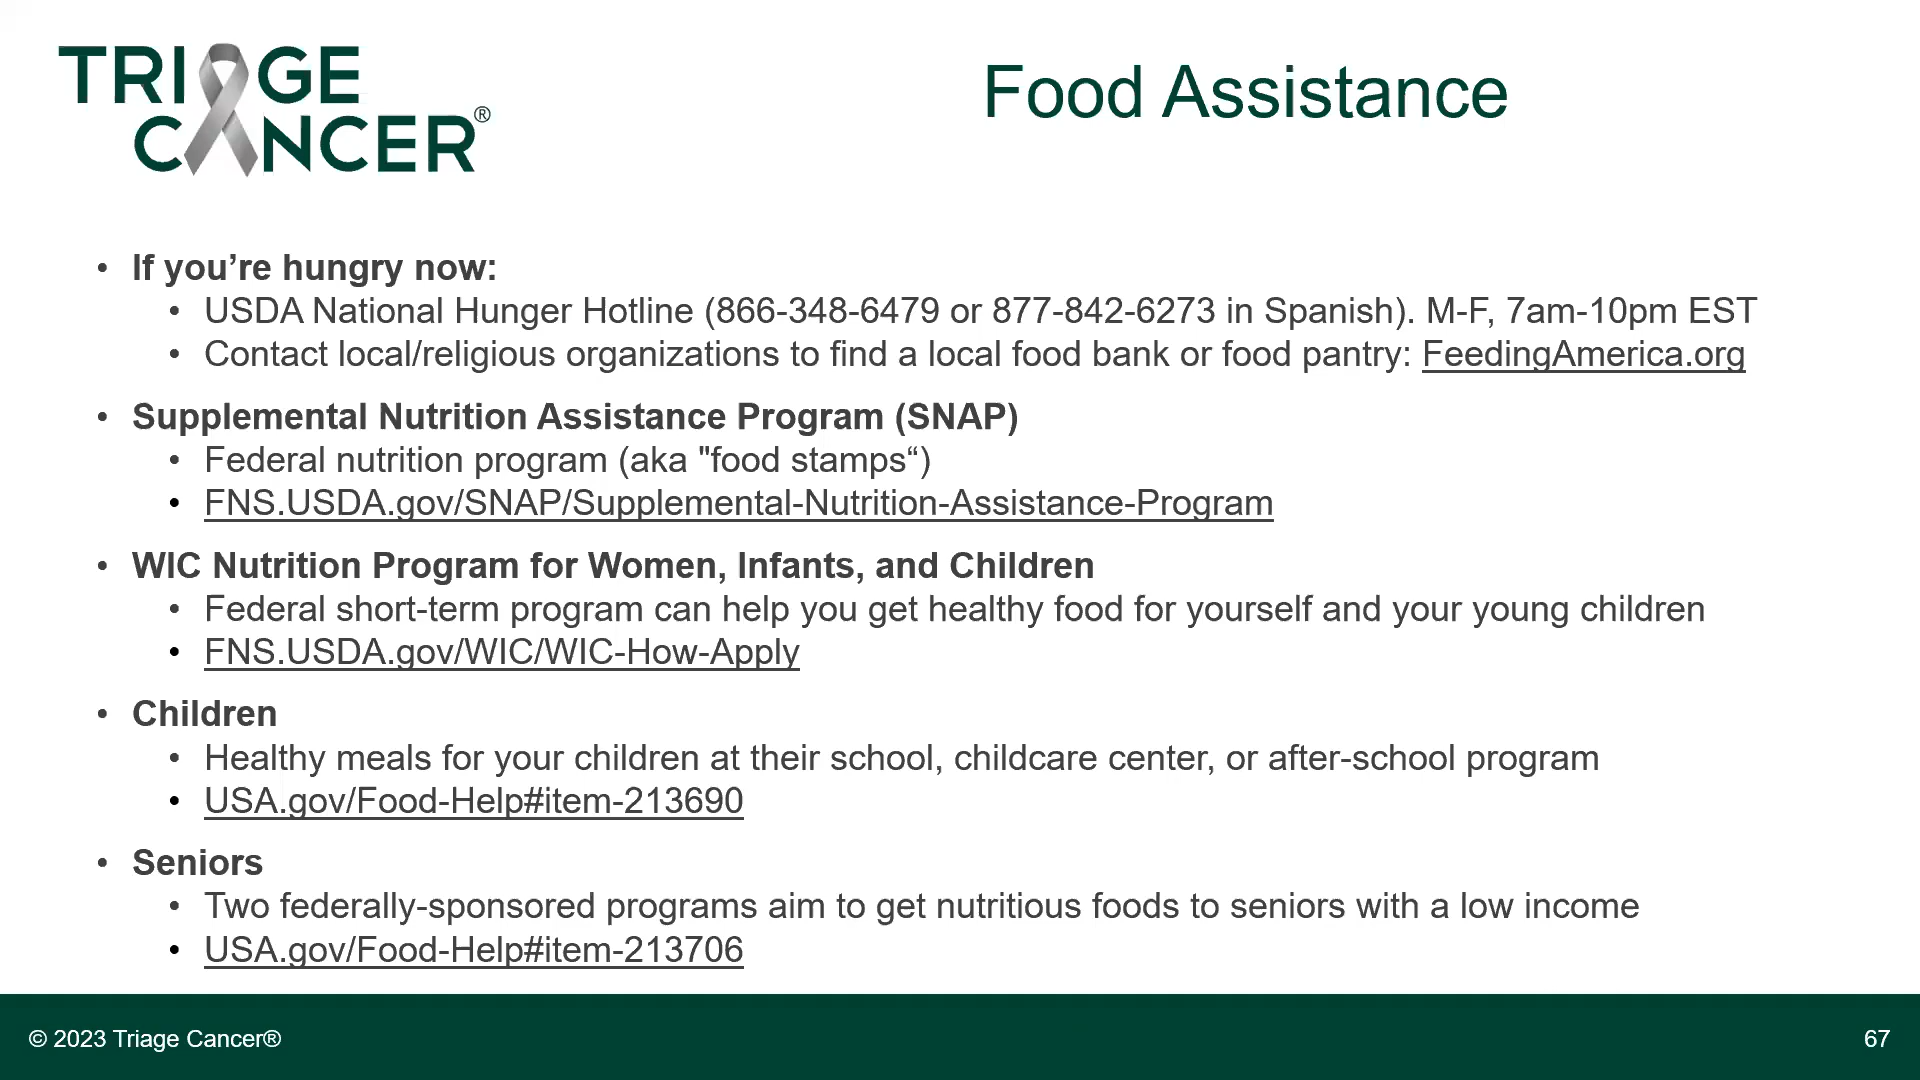 TRIAGE
CANCER®
Food Assistance
• If you’re hungry now:
• USDA National Hunger Hotline (866-348-6479 or 877-842-6273 in Spanish). M-F, 7am-10pm EST
• Contact local/religious organizations to find a local food bank or food pantry: FeedingAmerica.org
• Supplemental Nutrition Assistance Program (SNAP)
• Federal nutrition program (aka "food stamps“)
• FNS.USDA.gov/SNAP/Supplemental-Nutrition-Assistance-Program
• WIC Nutrition Program for Women, Infants, and Children
• Federal short-term program can help you get healthy food for yourself and your young children
• FNS.USDA.gov/WIC/WIC-How-Apply
• Children
• Healthy meals for your children at their school, childcare center, or after-school program
• USA.gov/Food-Help#item-213690
• Seniors
• Two federally-sponsored programs aim to get nutritious foods to seniors with a low income
• USA.gov/Food-Help#item-213706
© 2023 Triage Cancer®
67